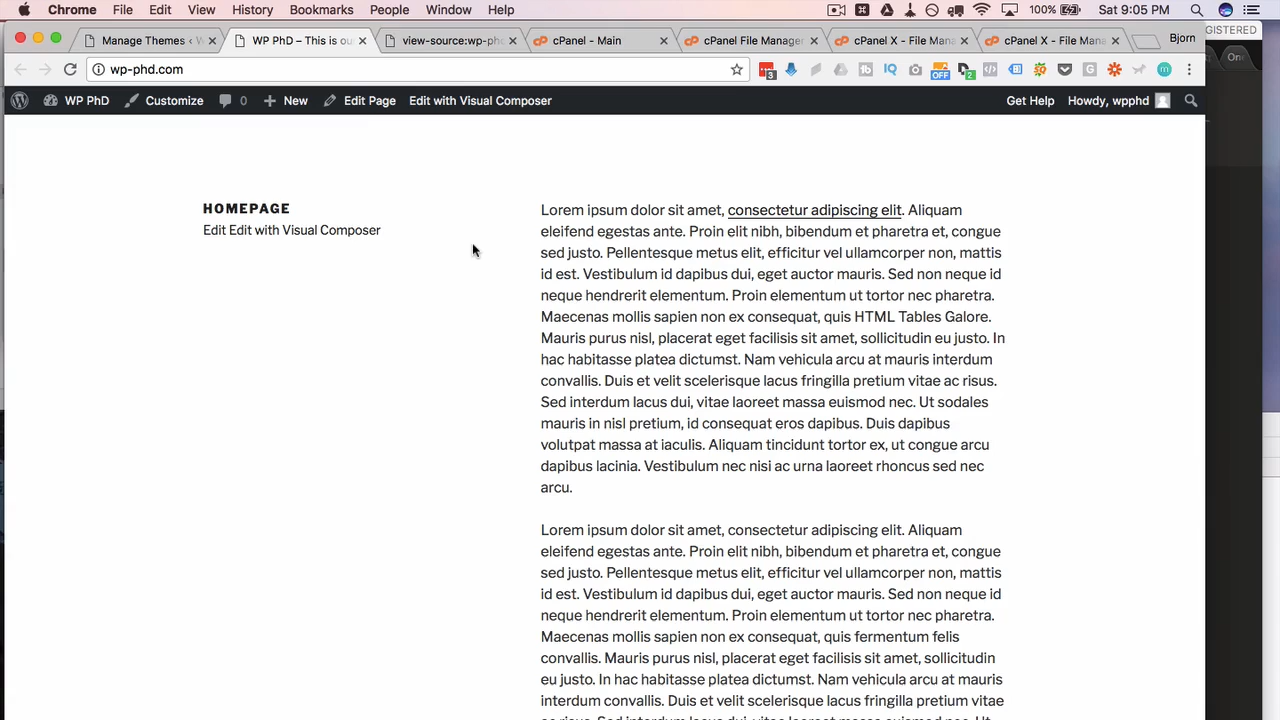 Chrome File Edit View History Bookmarks People Window Help 100% Sat 9:05 PM
GISTERED
Manage Themes ‹ W WP PhD – This is ou view-source:wp-phd cPanel - Main cPanel File Manager cPanel X - File Mana cPanel X - File Mana Bjorn
On
wp-phd.com 3 OFF 2
WP PhD Customize 0 New Edit Page Edit with Visual Composer Get Help Howdy, wpphd
HOMEPAGE
Edit Edit with Visual Composer
Lorem ipsum dolor sit amet, consectetur adipiscing elit. Aliquam
eleifend egestas ante. Proin elit nibh, bibendum et pharetra et, congue
sed justo. Pellentesque metus elit, efficitur vel ullamcorper non, mattis
id est. Vestibulum id dapibus dui, eget auctor mauris. Sed non neque id
neque hendrerit elementum. Proin elementum ut tortor nec pharetra.
Maecenas mollis sapien non ex consequat, quis HTML Tables Galore.
Mauris purus nisl, placerat eget facilisis sit amet, sollicitudin eu justo. In
hac habitasse platea dictumst. Nam vehicula arcu at mauris interdum
convallis. Duis et velit scelerisque lacus fringilla pretium vitae ac risus.
Sed interdum lacus dui, vitae laoreet massa euismod nec. Ut sodales
mauris in nisl pretium, id consequat eros dapibus. Duis dapibus
volutpat massa at iaculis. Aliquam tincidunt tortor ex, ut congue arcu
dapibus lacinia. Vestibulum nec nisi ac urna laoreet rhoncus sed nec
arcu.
Lorem ipsum dolor sit amet, consectetur adipiscing elit. Aliquam
eleifend egestas ante. Proin elit nibh, bibendum et pharetra et, congue
sed justo. Pellentesque metus elit, efficitur vel ullamcorper non, mattis
id est. Vestibulum id dapibus dui, eget auctor mauris. Sed non neque id
neque hendrerit elementum. Proin elementum ut tortor nec pharetra.
Maecenas mollis sapien non ex consequat, quis fermentum felis
convallis. Mauris purus nisl, placerat eget facilisis sit amet, sollicitudin
eu justo. In hac habitasse platea dictumst. Nam vehicula arcu at mauris
interdum convallis. Duis et velit scelerisque lacus fringilla pretium vitae